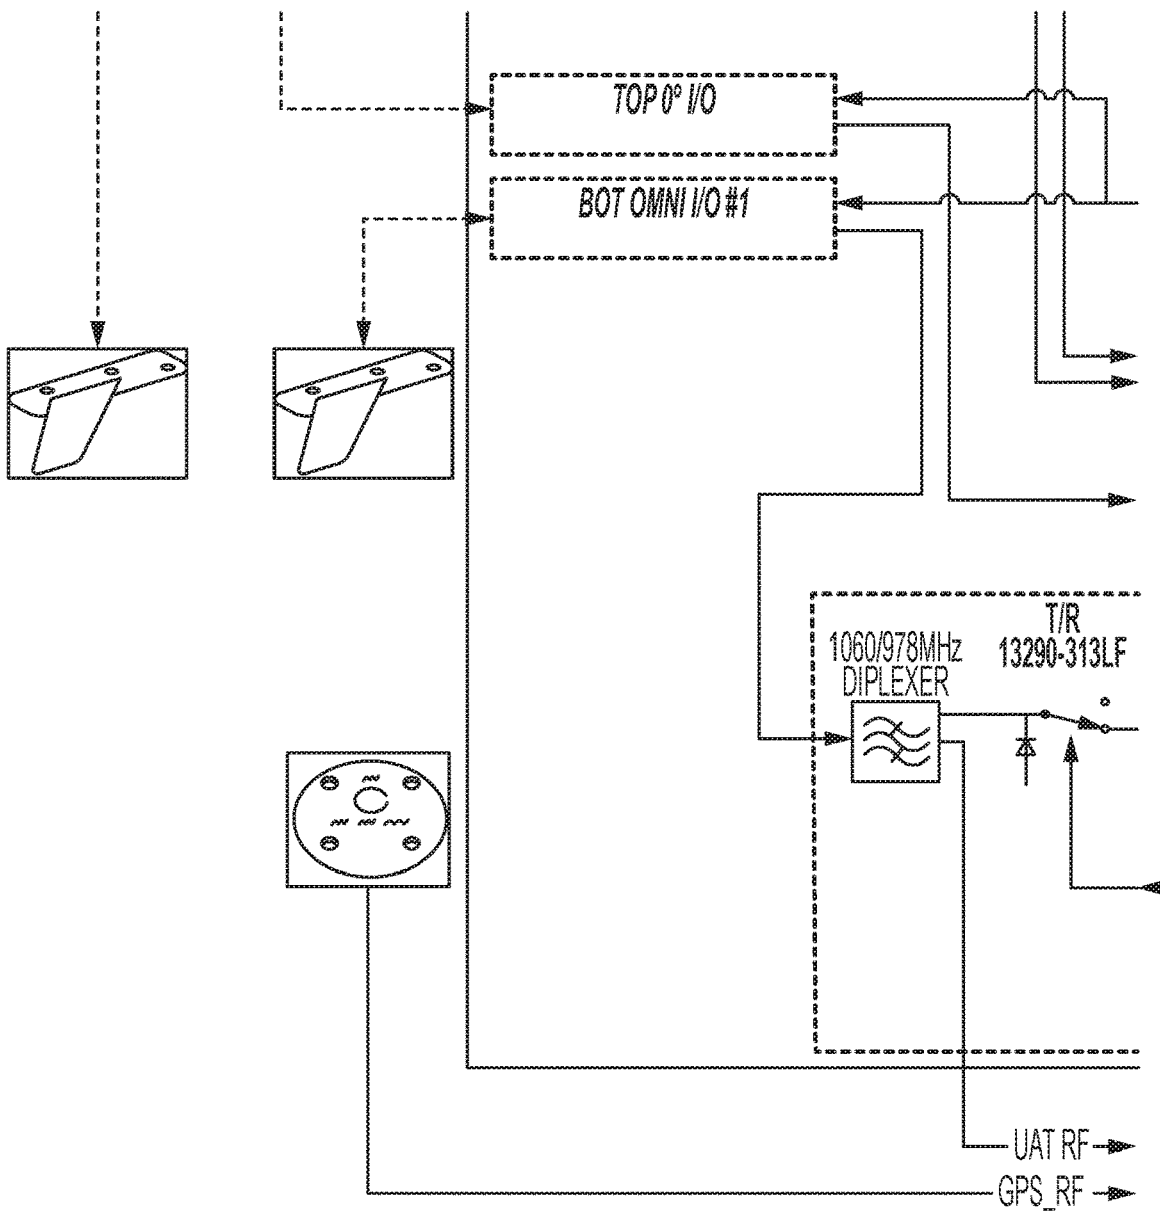 TOP 0° I/O
BOT OMNI I/O #1
T/R
13290-313LF
1060/978MHz
DIPLEXER
UAT RF
GPS_RF